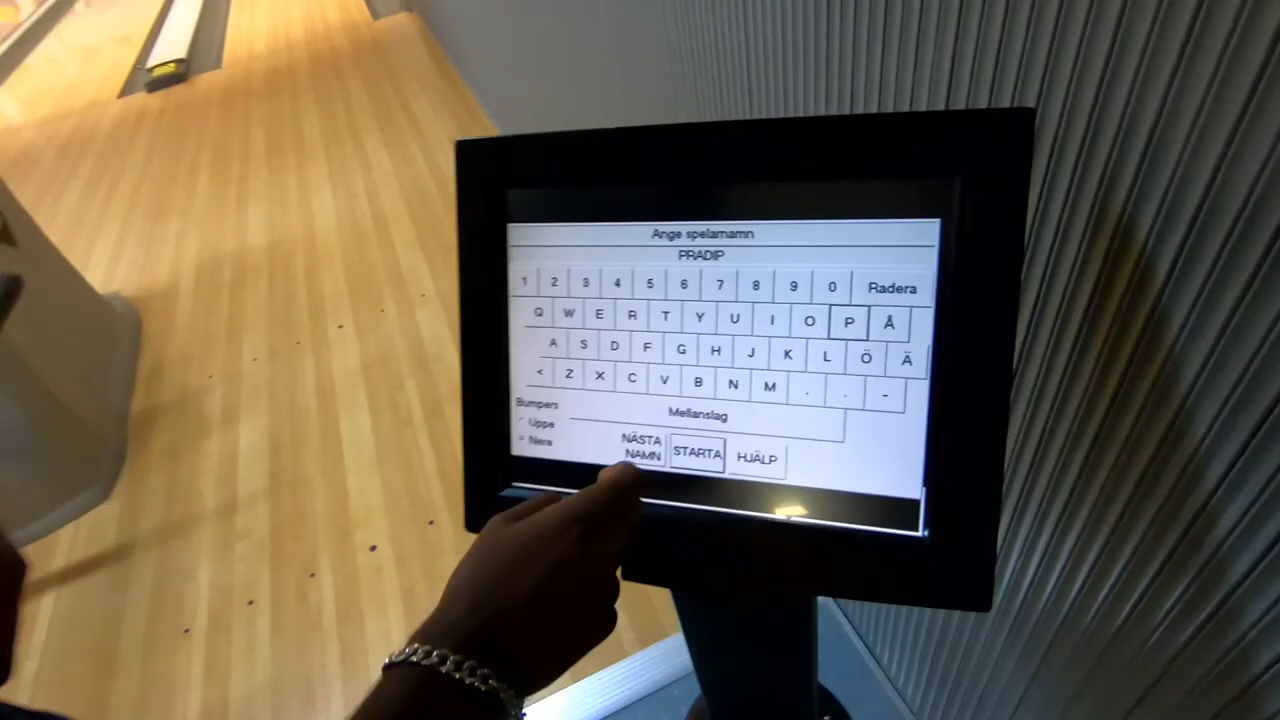 Ange spelarnamn
PRADIP
1 2 3 4 5 6 7 8 9 0 Radera
Q W E R T Y U I O P Å
A S D F G H J K L Ö Ä
< Z X C V B N M . . -
Bumpers
Mellanslag
Uppe
Nere
NÄSTA NAMN STARTA HJÄLP